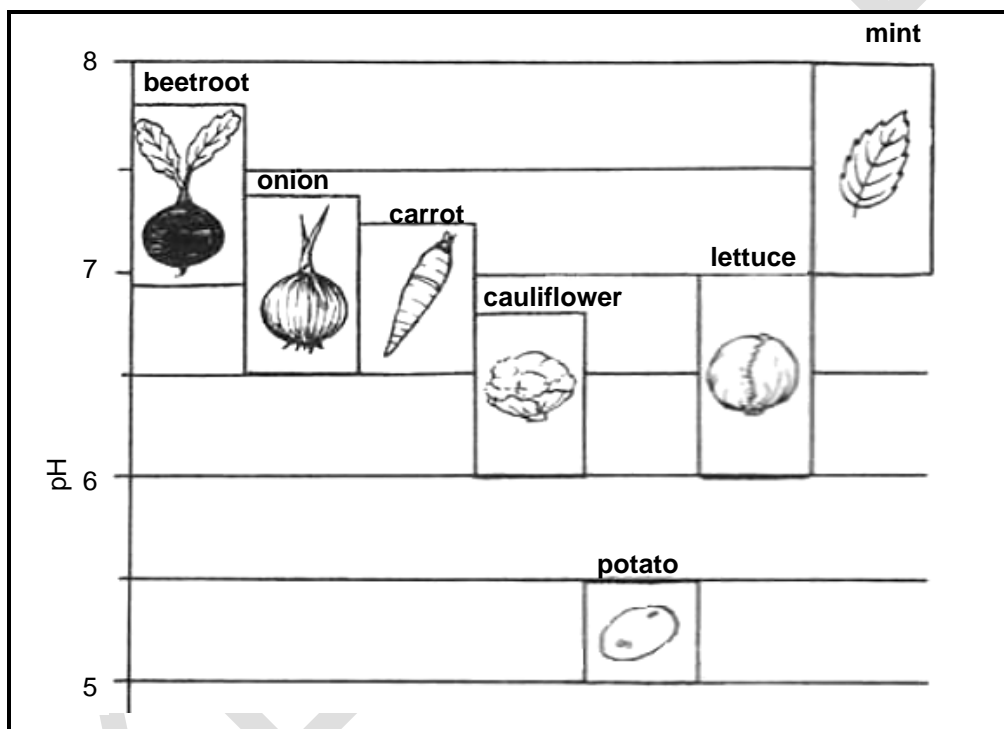 mint
8
beetroot
onion
carrot
7
lettuce
cauliflower
pH
6
potato
5